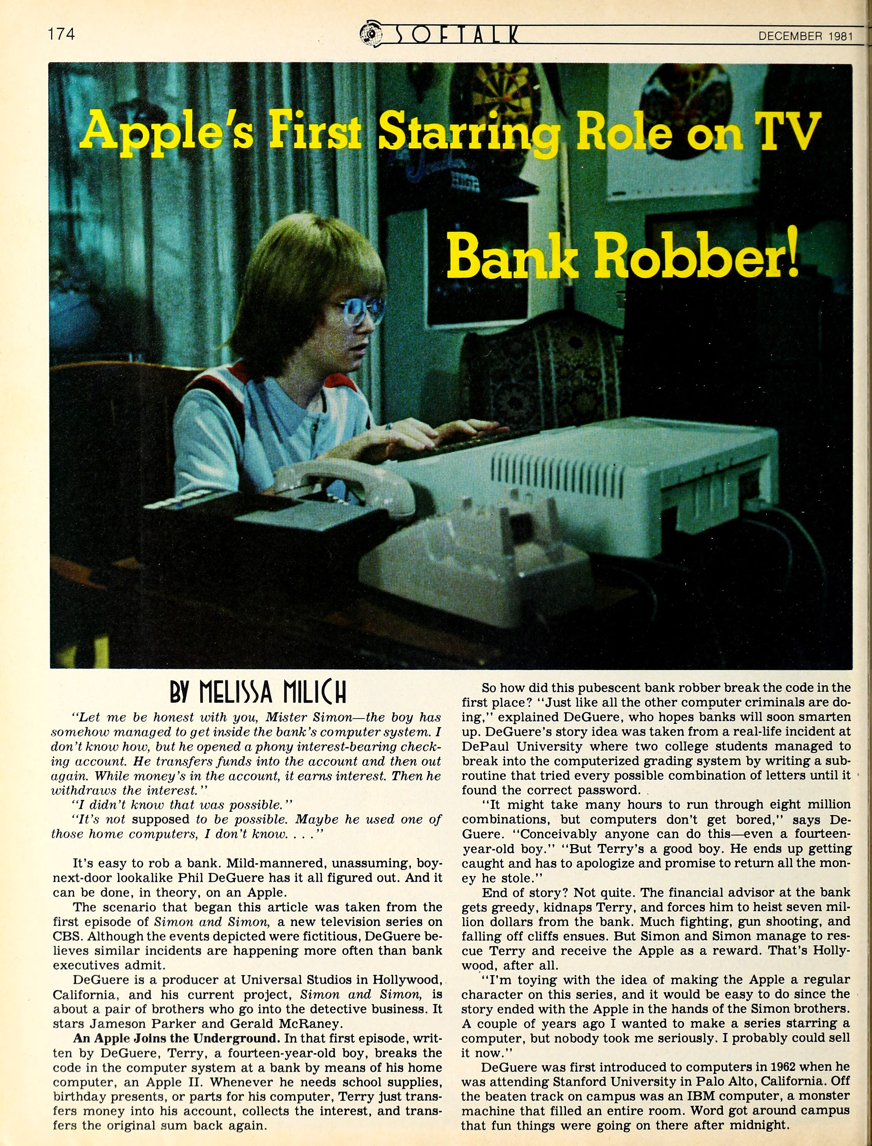 174
SOFTALK
DECEMBER 1981
Apple's First Starring Role on TV
Bank Robber!
HIGH
BY MELISSA MILICH
"Let me be honest with you, Mister Simon—the boy has
somehow managed to get inside the bank's computer system. I
don't know how, but he opened a phony interest-bearing check-
ing account. He transfers funds into the account and then out
again. While money's in the account, it earns interest. Then he
withdraws the interest."
"I didn't know that was possible."
"It's not supposed to be possible. Maybe he used one of
those home computers, I don't know. . . ."
It's easy to rob a bank. Mild-mannered, unassuming, boy-
next-door lookalike Phil DeGuere has it all figured out. And it
can be done, in theory, on an Apple.
The scenario that began this article was taken from the
first episode of Simon and Simon, a new television series on
CBS. Although the events depicted were fictitious, DeGuere be-
lieves similar incidents are happening more often than bank
executives admit.
DeGuere is a producer at Universal Studios in Hollywood,
California, and his current project, Simon and Simon, is
about a pair of brothers who go into the detective business. It
stars Jameson Parker and Gerald McRaney.
An Apple Joins the Underground. In that first episode, writ-
ten by DeGuere, Terry, a fourteen-year-old boy, breaks the
code in the computer system at a bank by means of his home
computer, an Apple II. Whenever he needs school supplies,
birthday presents, or parts for his computer, Terry just trans-
fers money into his account, collects the interest, and trans-
fers the original sum back again.
So how did this pubescent bank robber break the code in the
first place? "Just like all the other computer criminals are do-
ing," explained DeGuere, who hopes banks will soon smarten
up. DeGuere's story idea was taken from a real-life incident at
DePaul University where two college students managed to
break into the computerized grading system by writing a sub-
routine that tried every possible combination of letters until it
found the correct password.
"It might take many hours to run through eight million
combinations, but computers don't get bored," says De-
Guere. "Conceivably anyone can do this—even a fourteen-
year-old boy." "But Terry's a good boy. He ends up getting
caught and has to apologize and promise to return all the mon-
ey he stole."
End of story? Not quite. The financial advisor at the bank
gets greedy, kidnaps Terry, and forces him to heist seven mil-
lion dollars from the bank. Much fighting, gun shooting, and
falling off cliffs ensues. But Simon and Simon manage to res-
cue Terry and receive the Apple as a reward. That's Holly-
wood, after all.
"I'm toying with the idea of making the Apple a regular
character on this series, and it would be easy to do since the
story ended with the Apple in the hands of the Simon brothers.
A couple of years ago I wanted to make a series starring a
computer, but nobody took me seriously. I probably could sell
it now."
DeGuere was first introduced to computers in 1962 when he
was attending Stanford University in Palo Alto, California. Off
the beaten track on campus was an IBM computer, a monster
machine that filled an entire room. Word got around campus
that fun things were going on there after midnight.